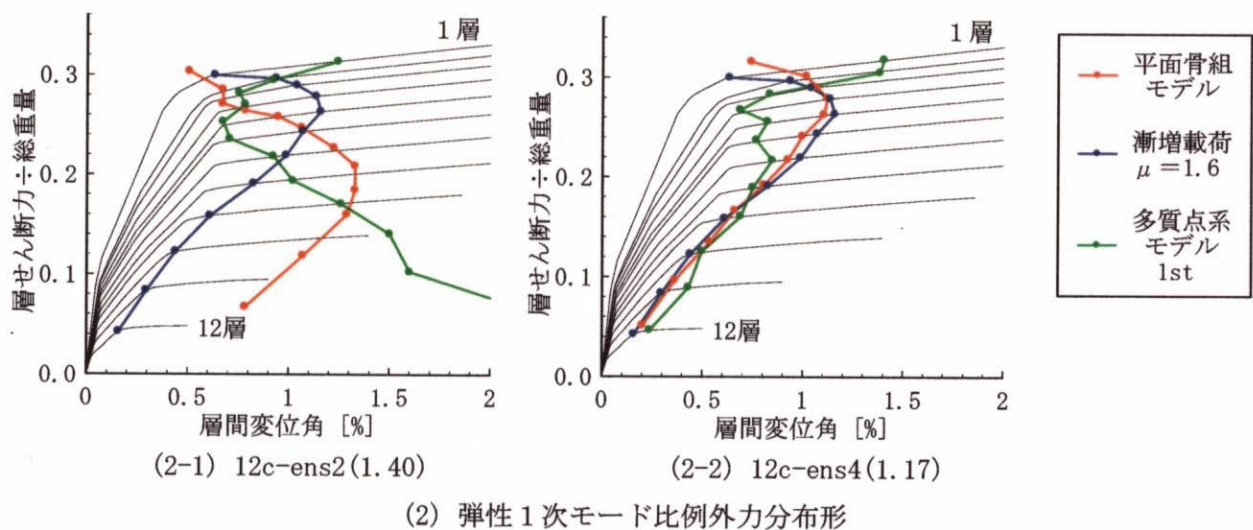 層せん断力÷総重量
0.3
0.2
0.1
0.0
0
0.5
1
1.5
2
層間変位角 [%]
1層
12層
(2-1) 12c-ens2(1.40)
層せん断力÷総重量
0.3
0.2
0.1
0.0
0
0.5
1
1.5
2
層間変位角 [%]
1層
12層
(2-2) 12c-ens4(1.17)
平面骨組
モデル
漸増載荷
μ=1.6
多質点系
モデル
1st
(2) 弾性1次モード比例外力分布形